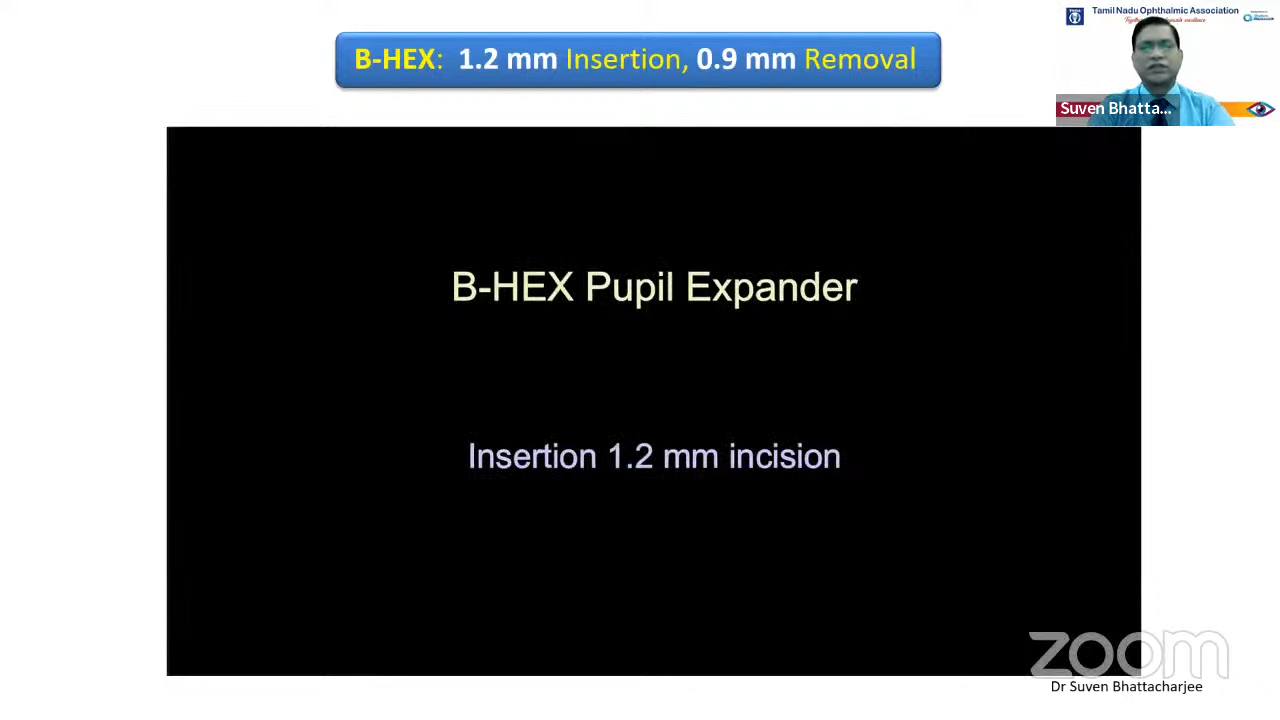 Tamil Nadu Ophthalmic Association
B-HEX: 1.2 mm Insertion, 0.9 mm Removal
Suven Bhatta...
B-HEX Pupil Expander
Insertion 1.2 mm incision
zoom
Dr Suven Bhattacharjee